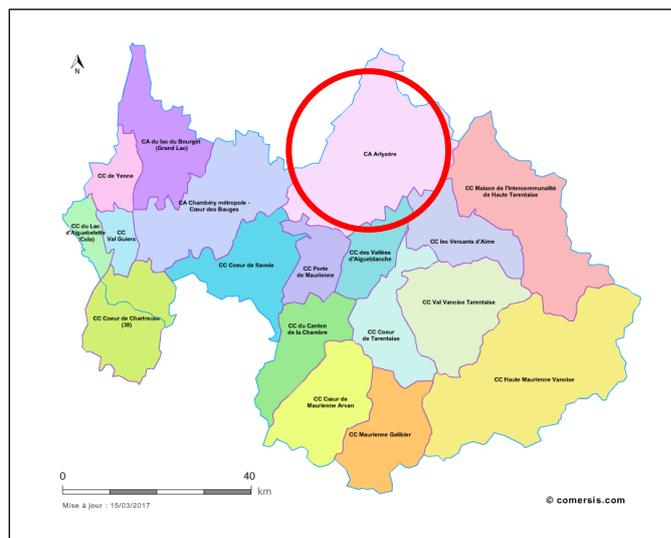 N
CA du lac du Bourget
(Grand Lac)
CA Arlysère
CC de Yenne
CC Maison de l'Intercommunalité
de Haute Tarentaise
CA Chambéry métropole -
Cœur des Bauges
CC du Lac
d'Aiguebelette
(Ccla)
CC
Val Guiers
CC les Versants d'Aime
CC des Vallées
d'Aigueblanche
CC Coeur de Savoie
CC Porte
de Maurienne
CC Val Vanoise Tarentaise
CC Coeur de Chartreuse
(38)
CC du Canton
de la Chambre
CC Coeur
de Tarentaise
CC Haute Maurienne Vanoise
CC Cœur de
Maurienne Arvan
CC Maurienne Galibier
0 40
km
Mise à jour : 15/03/2017
© comersis.com